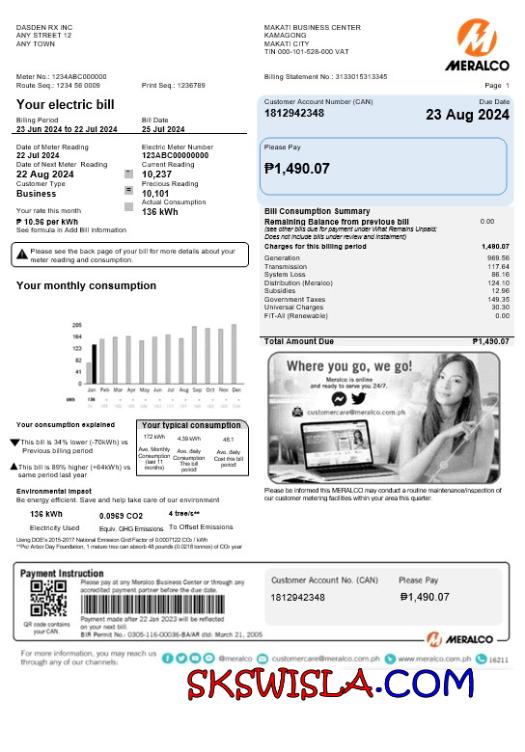 DASDEN RX INC
ANY STREET 12
ANY TOWN
MAKATI BUSINESS CENTER
KAMAGONG
MAKATI CITY
TIN 000-101-528-000 VAT
MERALCO
Meter No.: 1234ABC000000
Route Seq.: 1234 56 0009 Print Seq.: 1236789
Billing Statement No.: 3133015313345
Page 1
Your electric bill
Billing Period Bill Date
23 Jun 2024 to 22 Jul 2024 25 Jul 2024
Date of Meter Reading Electric Meter Number
22 Jul 2024 123ABC00000000
Date of Next Meter Reading Current Reading
22 Aug 2024 - 10,237
Customer Type Precious Reading
Business = 10,101
Actual Consumption
Your rate this month 136 kWh
₱ 10.96 per kWh
See formula in Add Bill Information
Please see the back page of your bill for more details about your
meter reading and consumption.
Customer Account Number (CAN) Due Date
1812942348 23 Aug 2024
Please Pay
₱1,490.07
Bill Consumption Summary
Remaining Balance from previous bill 0.00
(see other bills due for payment under What Remains Unpaid;
Does not include bills under review and instalment)
Charges for this billing period 1,490.07
Generation 969.56
Transmission 117.64
System Loss 86.16
Distribution (Meralco) 124.10
Subsidies 12.96
Government Taxes 149.35
Universal Charges 30.30
FiT-All (Renewable) 0.00
Total Amount Due ₱1,490.07
Your monthly consumption
205
164
123
82
41
0
Jan Feb Mar Apr May Jun Jul Aug Sep Oct Nov Dec
136
Your consumption explained
This bill is 34% lower (-70kWh) vs
Previous billing period
This bill is 89% higher (+64kWh) vs
same period last year
Your typical consumption
172 kWh 4.39 kWh 48.1
Ave. Monthly Consumption (last 11 months)
Ave. daily Consumption This bill period
Ave. daily Cost this bill period
Where you go, we go!
Meralco is online
and ready to serve you 24/7.
customercare@meralco.com.ph
Please be informed this MERALCO may conduct a routine maintenance/inspection of
our customer metering facilities within your area this quarter.
Environmental Impact
Be energy efficient. Save and help take care of our environment
136 kWh 0.0969 CO2 4 tree/s**
Electricity Used Equiv. GHG Emissions To Offset Emissions
Using DOE's 2015-2017 National Emission Grid Factor of 0.0007122 CO₂ / kWh
**Per Arbor Day Foundation, 1 mature tree can absorb 48 pounds (0.0218 tonnes) of CO₂ year
Payment Instruction
Please pay at any Meralco Business Center or through any
accredited payment partner before the due date.
QR code contains
your CAN.
Payment made after 22 Jan 2023 will be reflected
on your next bill.
BIR Permit No.: 0305-116-00036-BA/AR dtd. March 21, 2005
Customer Account No. (CAN) Please Pay
1812942348 ₱1,490.07
MERALCO
For more information, you may reach us
through any of our channels:
@meralco customercare@meralco.com.ph www.meralco.com.ph 16211
SKSWISLA.COM